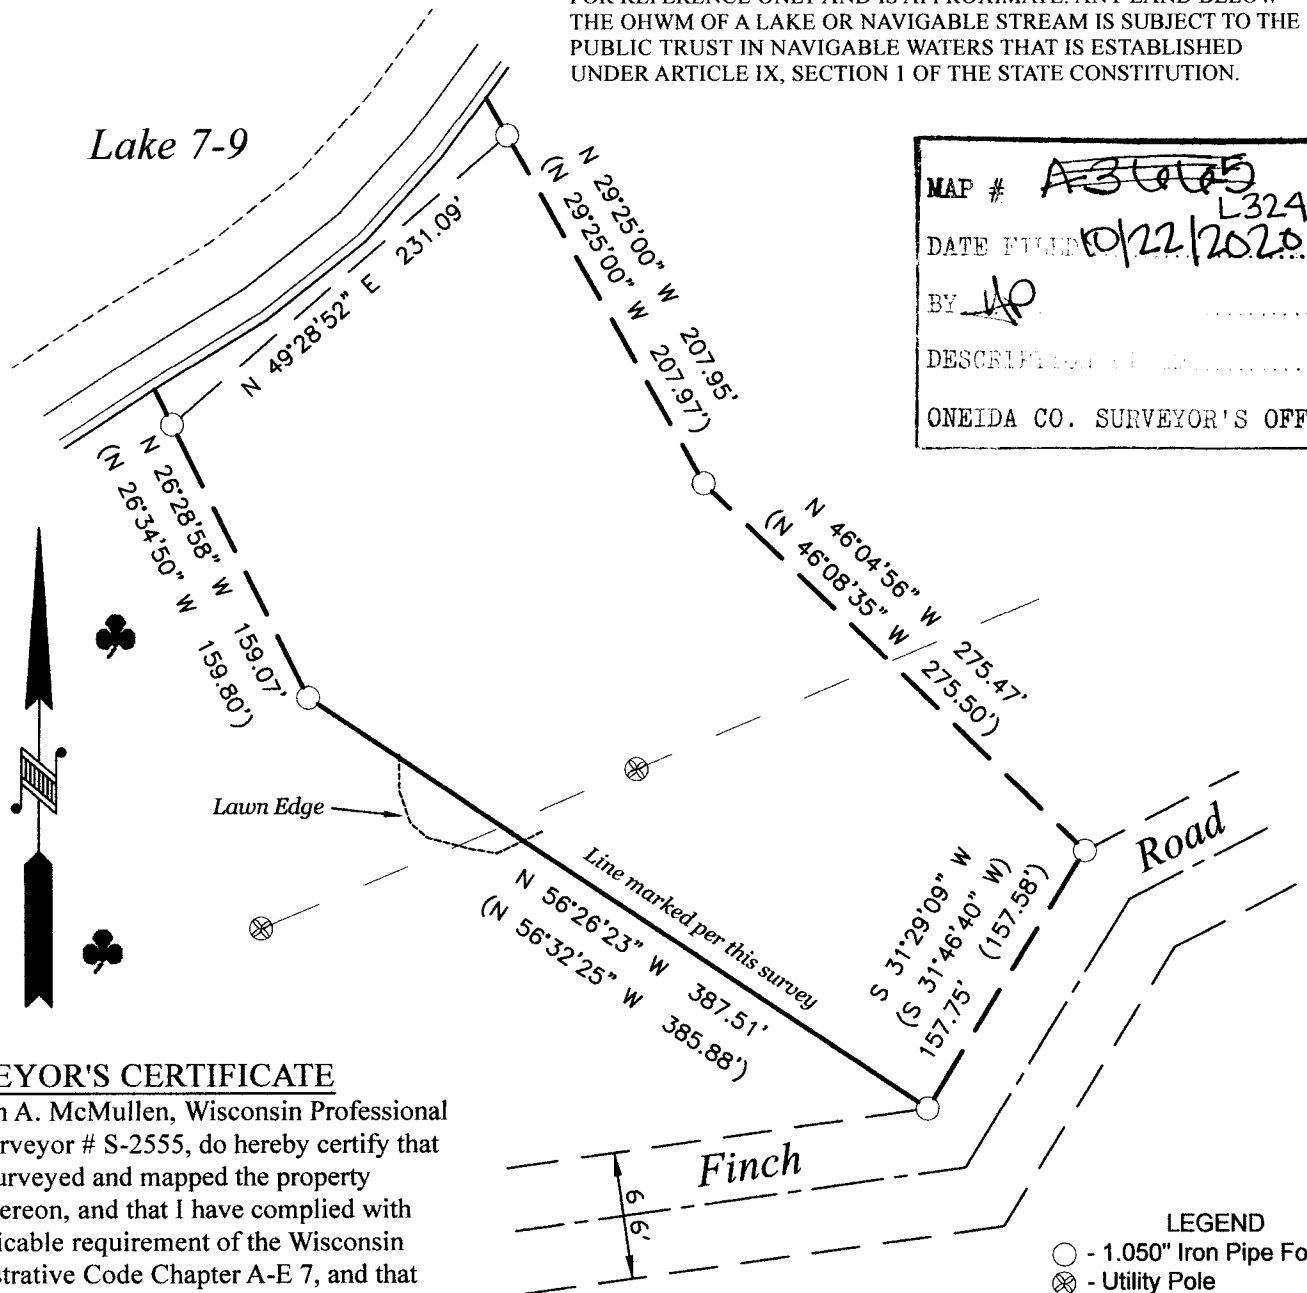 THE OHWM OF A LAKE OR NAVIGABLE STREAM IS SUBJECT TO THE
PUBLIC TRUST IN NAVIGABLE WATERS THAT IS ESTABLISHED
UNDER ARTICLE IX, SECTION 1 OF THE STATE CONSTITUTION.
Lake 7-9
MAP # A3665
L324
DATE FILED 10/22/2020
BY
DESCRIPTION
ONEIDA CO. SURVEYOR'S OFF
N 49°28'52" E 231.09'
N 29°25'00" W 207.95'
(N 29°25'00" W 207.97')
N 26°28'58" W 159.07'
(N 26°34'50" W 159.80')
N 46°04'56" W 275.47'
(N 46°08'35" W 275.50')
Lawn Edge
Line marked per this survey
N 56°26'23" W 387.51'
(N 56°32'25" W 385.88')
S 31°29'09" W
(S 31°46'40" W)
157.75' (157.58')
Road
Finch
66'
EYOR'S CERTIFICATE
n A. McMullen, Wisconsin Professional
rveyor # S-2555, do hereby certify that
urveyed and mapped the property
ereon, and that I have complied with
icable requirement of the Wisconsin
strative Code Chapter A-E 7, and that
LEGEND
- 1.050" Iron Pipe Fo
- Utility Pole